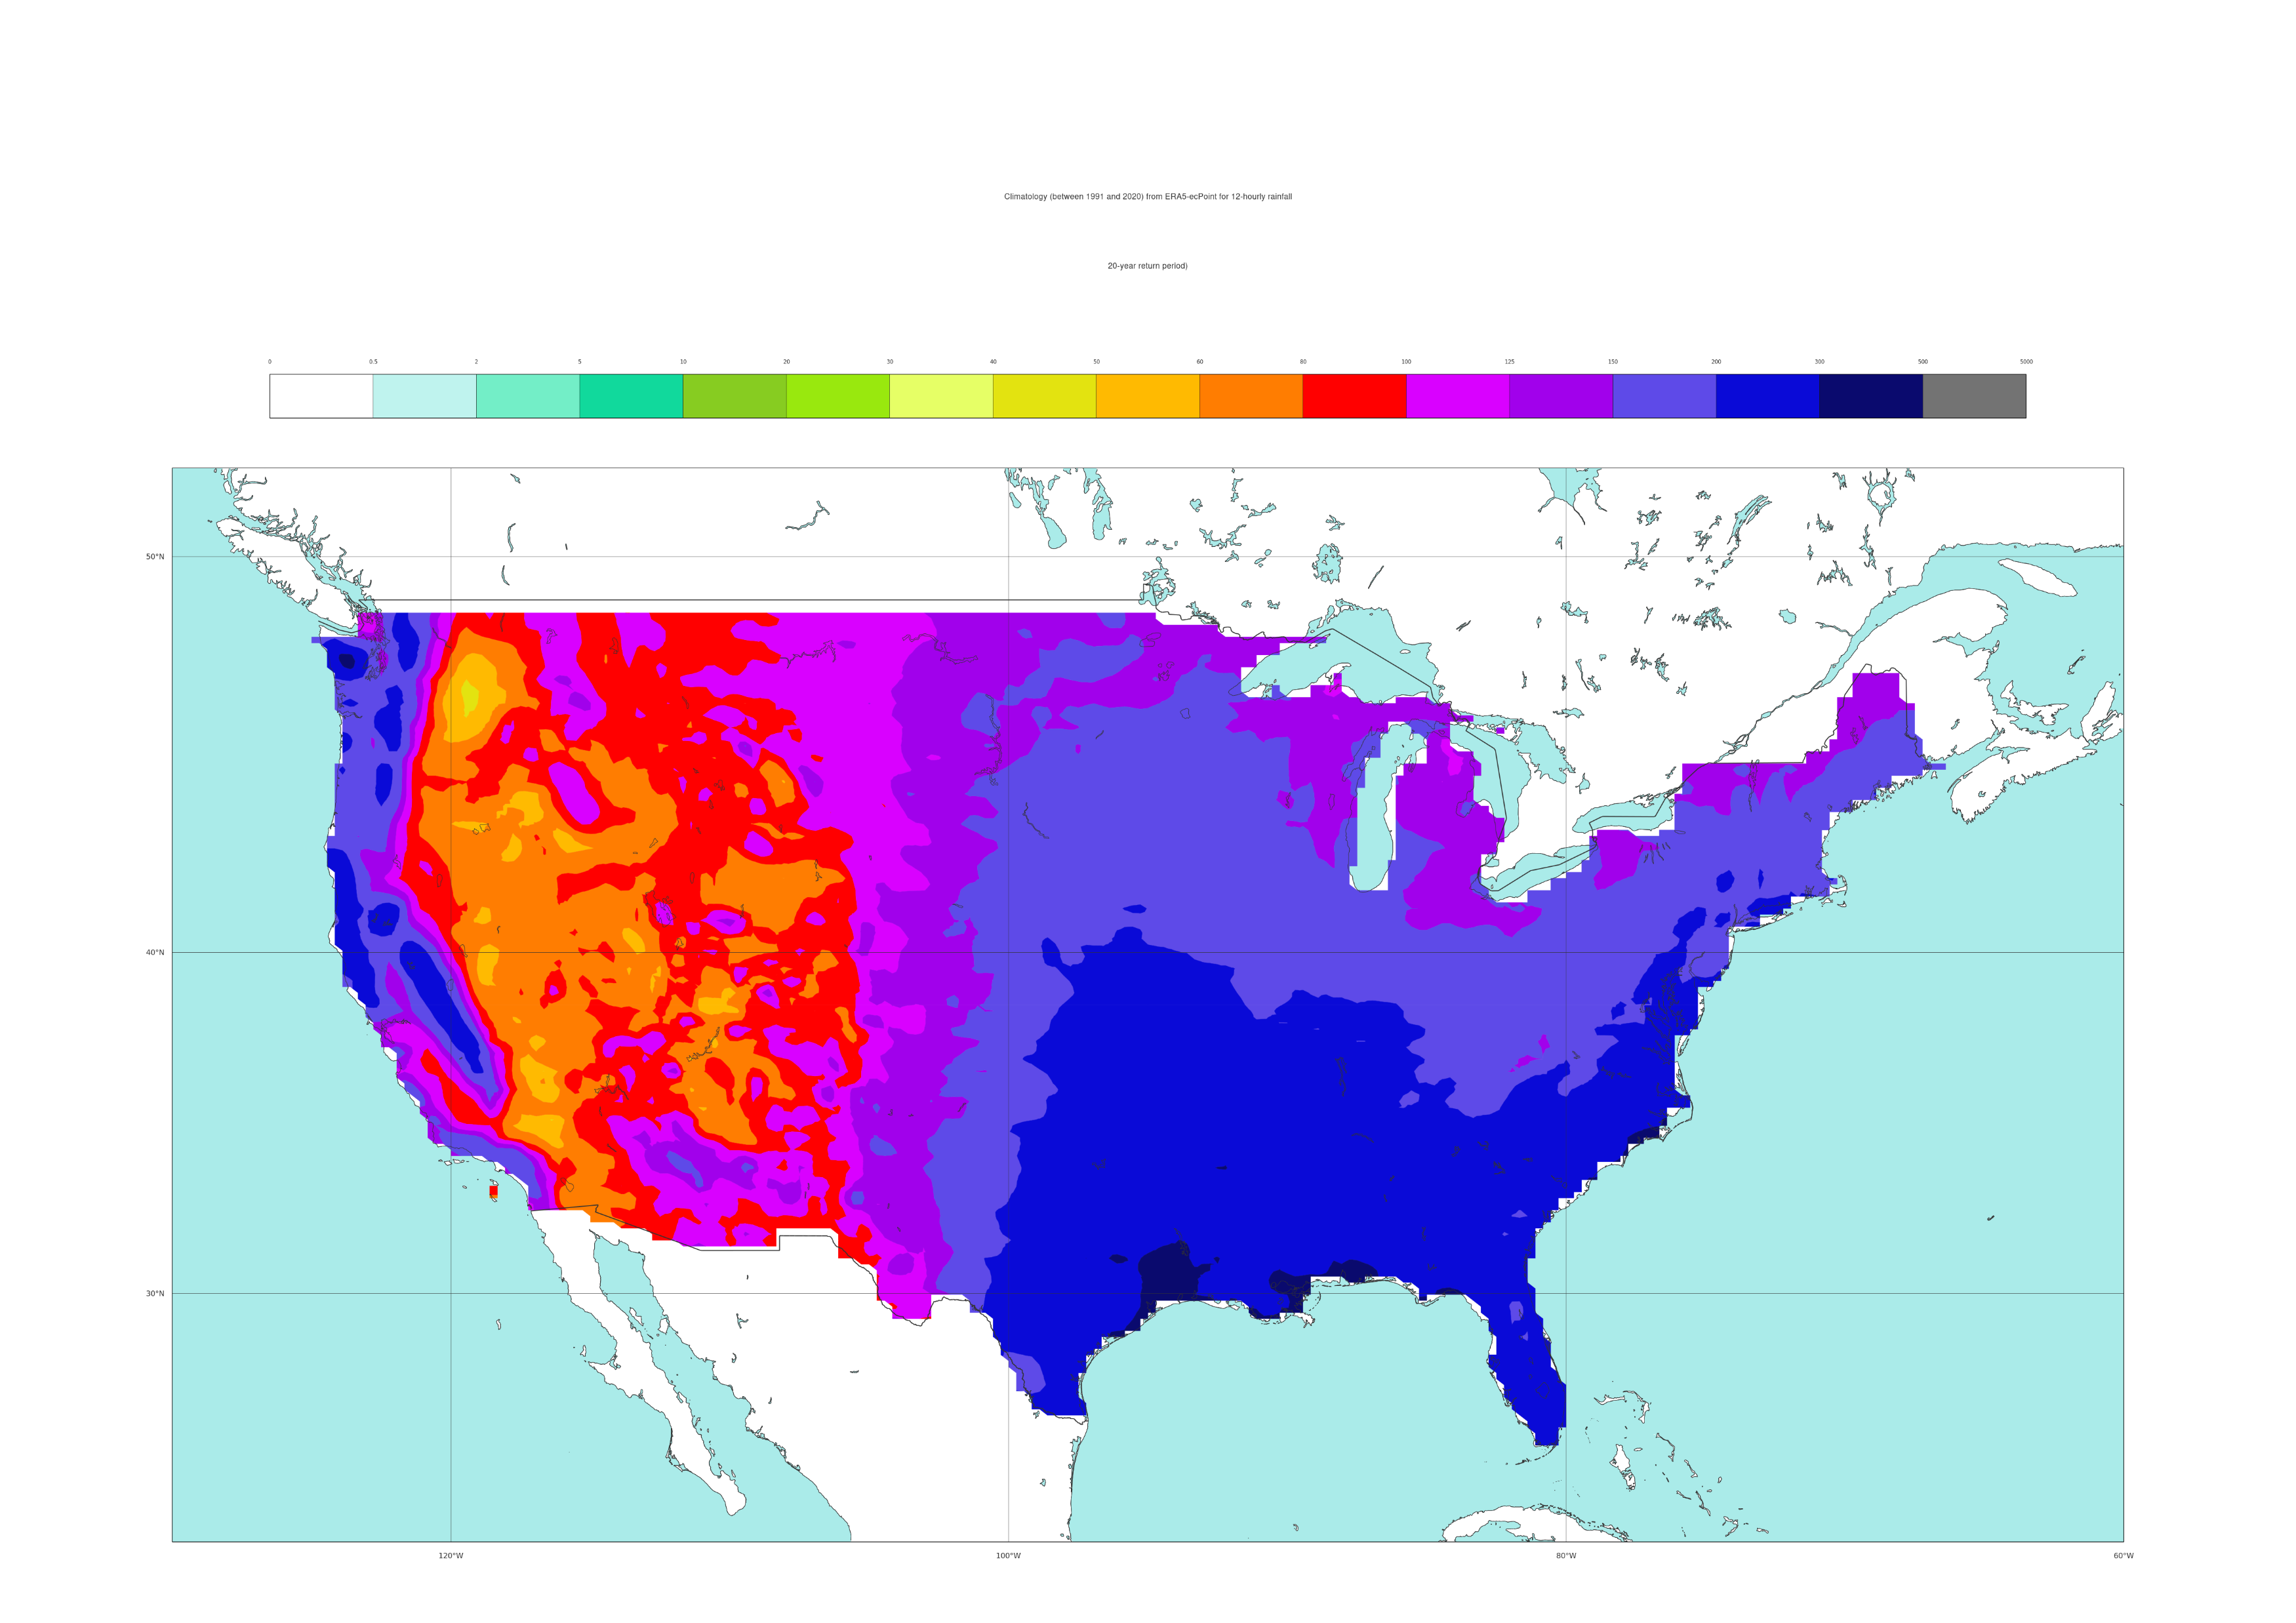 Climatology (between 1991 and 2020) from ERA5-ecPoint for 12-hourly rainfall
20-year return period)
0 0.5 2 5 10 20 30 40 50 60 80 100 125 150 200 300 500 5000
50°N
40°N
30°N
120°W 100°W 80°W 60°W